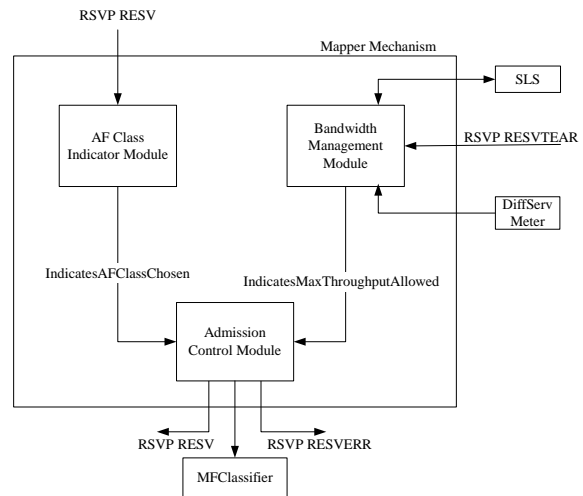 RSVP RESV
Mapper Mechanism
SLS
AF Class
Indicator Module
Bandwidth
Management
Module
RSVP RESVTEAR
DiffServ
Meter
IndicatesAFClassChosen
IndicatesMaxThroughputAllowed
Admission
Control Module
RSVP RESV
RSVP RESVERR
MFClassifier